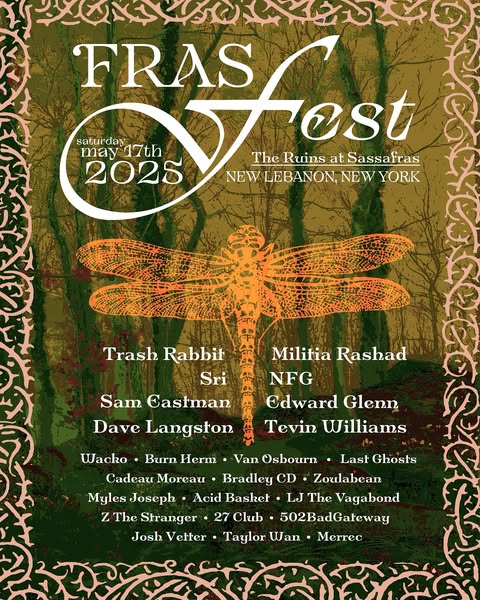 FRAS fest
saturday
may 17th
2025
The Ruins at Sassafras
NEW LEBANON, NEW YORK
Trash Rabbit Militia Rashad
Sri NFG
Sam Eastman Edward Glenn
Dave Langston Tevin Williams
Wacko • Burn Herm • Van Osbourn • Last Ghosts
Cadeau Moreau • Bradley CD • Zoulabean
Myles Joseph • Acid Basket • LJ The Vagabond
Z The Stranger • 27 Club • 502BadGateway
Josh Vetter • Taylor Wan • Merrec